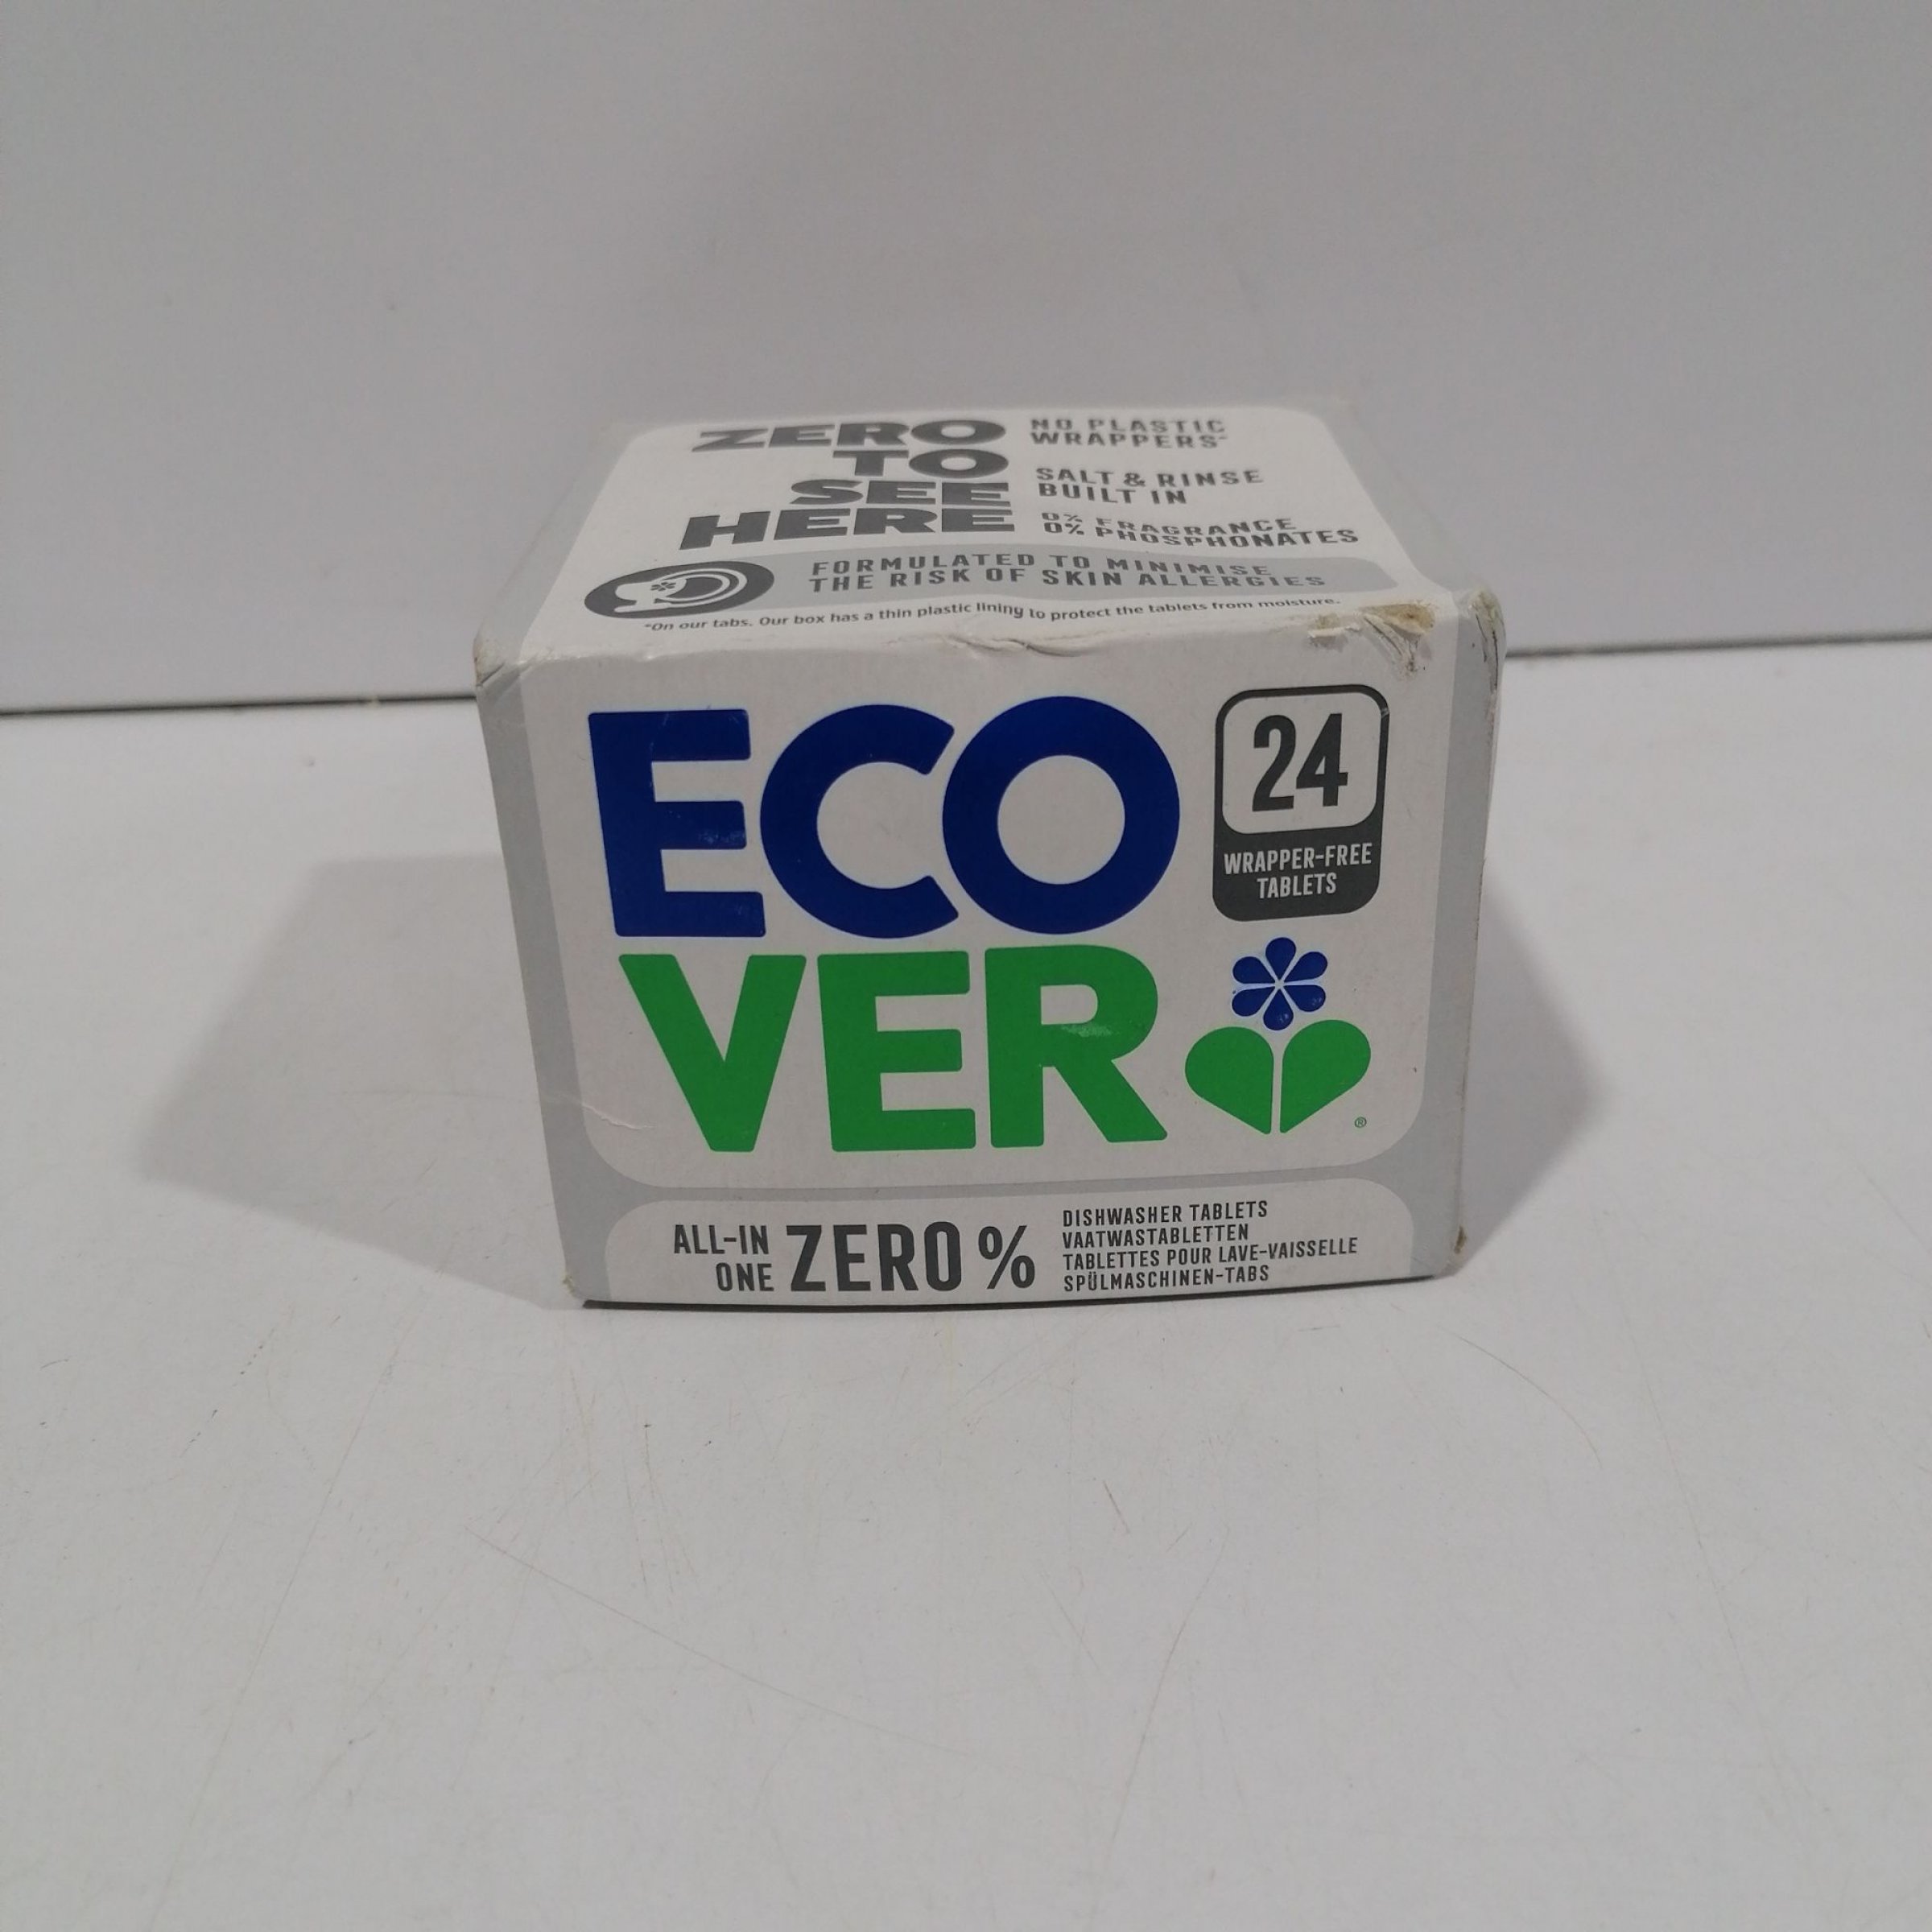 ZERO
TO
SEE
HERE
NO PLASTIC
WRAPPERS*
SALT & RINSE
BUILT IN
0% FRAGRANCE
0% PHOSPHONATES
FORMULATED TO MINIMISE
THE RISK OF SKIN ALLERGIES
*On our tabs. Our box has a thin plastic lining to protect the tablets from moisture.
ECO
VER
24
WRAPPER-FREE
TABLETS
®
ALL-IN
ONE
ZERO %
DISHWASHER TABLETS
VAATWASTABLETTEN
TABLETTES POUR LAVE-VAISSELLE
SPÜLMASCHINEN-TABS